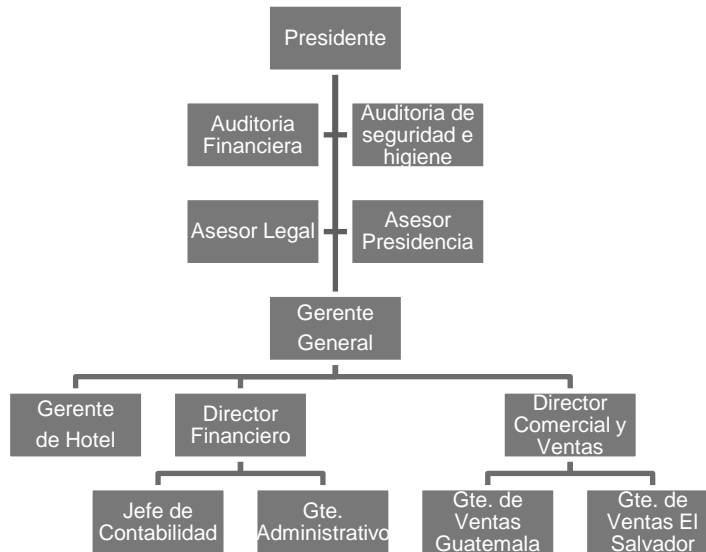 Presidente
Auditoria
Financiera
Auditoria de
seguridad e
higiene
Asesor Legal
Asesor
Presidencia
Gerente
General
Gerente
de Hotel
Director
Financiero
Director
Comercial y
Ventas
Jefe de
Contabilidad
Gte.
Administrativo
Gte. de
Ventas
Guatemala
Gte. de
Ventas El
Salvador